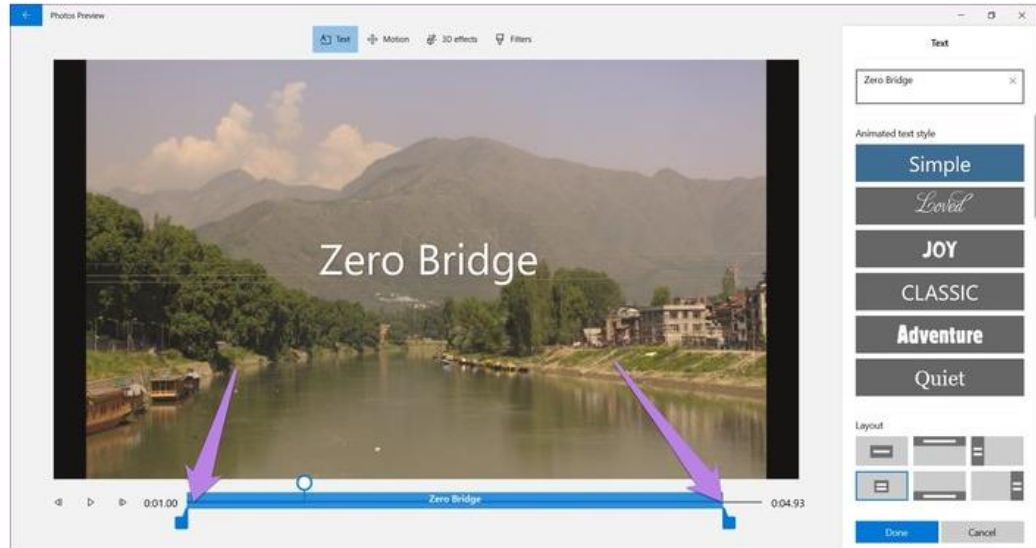 Photos Preview
Text
Motion
3D effects
Filters
Text
Zero Bridge
Animated text style
Simple
Loved
JOY
CLASSIC
Adventure
Quiet
Layout
Zero Bridge
0:01.00
Zero Bridge
0:04.93
Done
Cancel